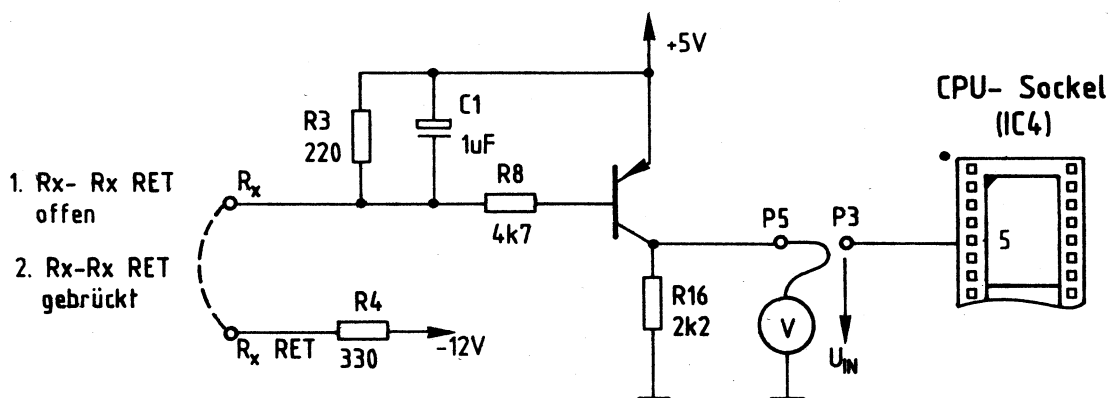 +5V
CPU- Sockel
(IC4)
R3
220
C1
1uF
R8
4k7
1. Rx- Rx RET
offen
Rx
P5
P3
5
2. Rx-Rx RET
gebrückt
R4
330
-12V
Rx RET
R16
2k2
V
UIN